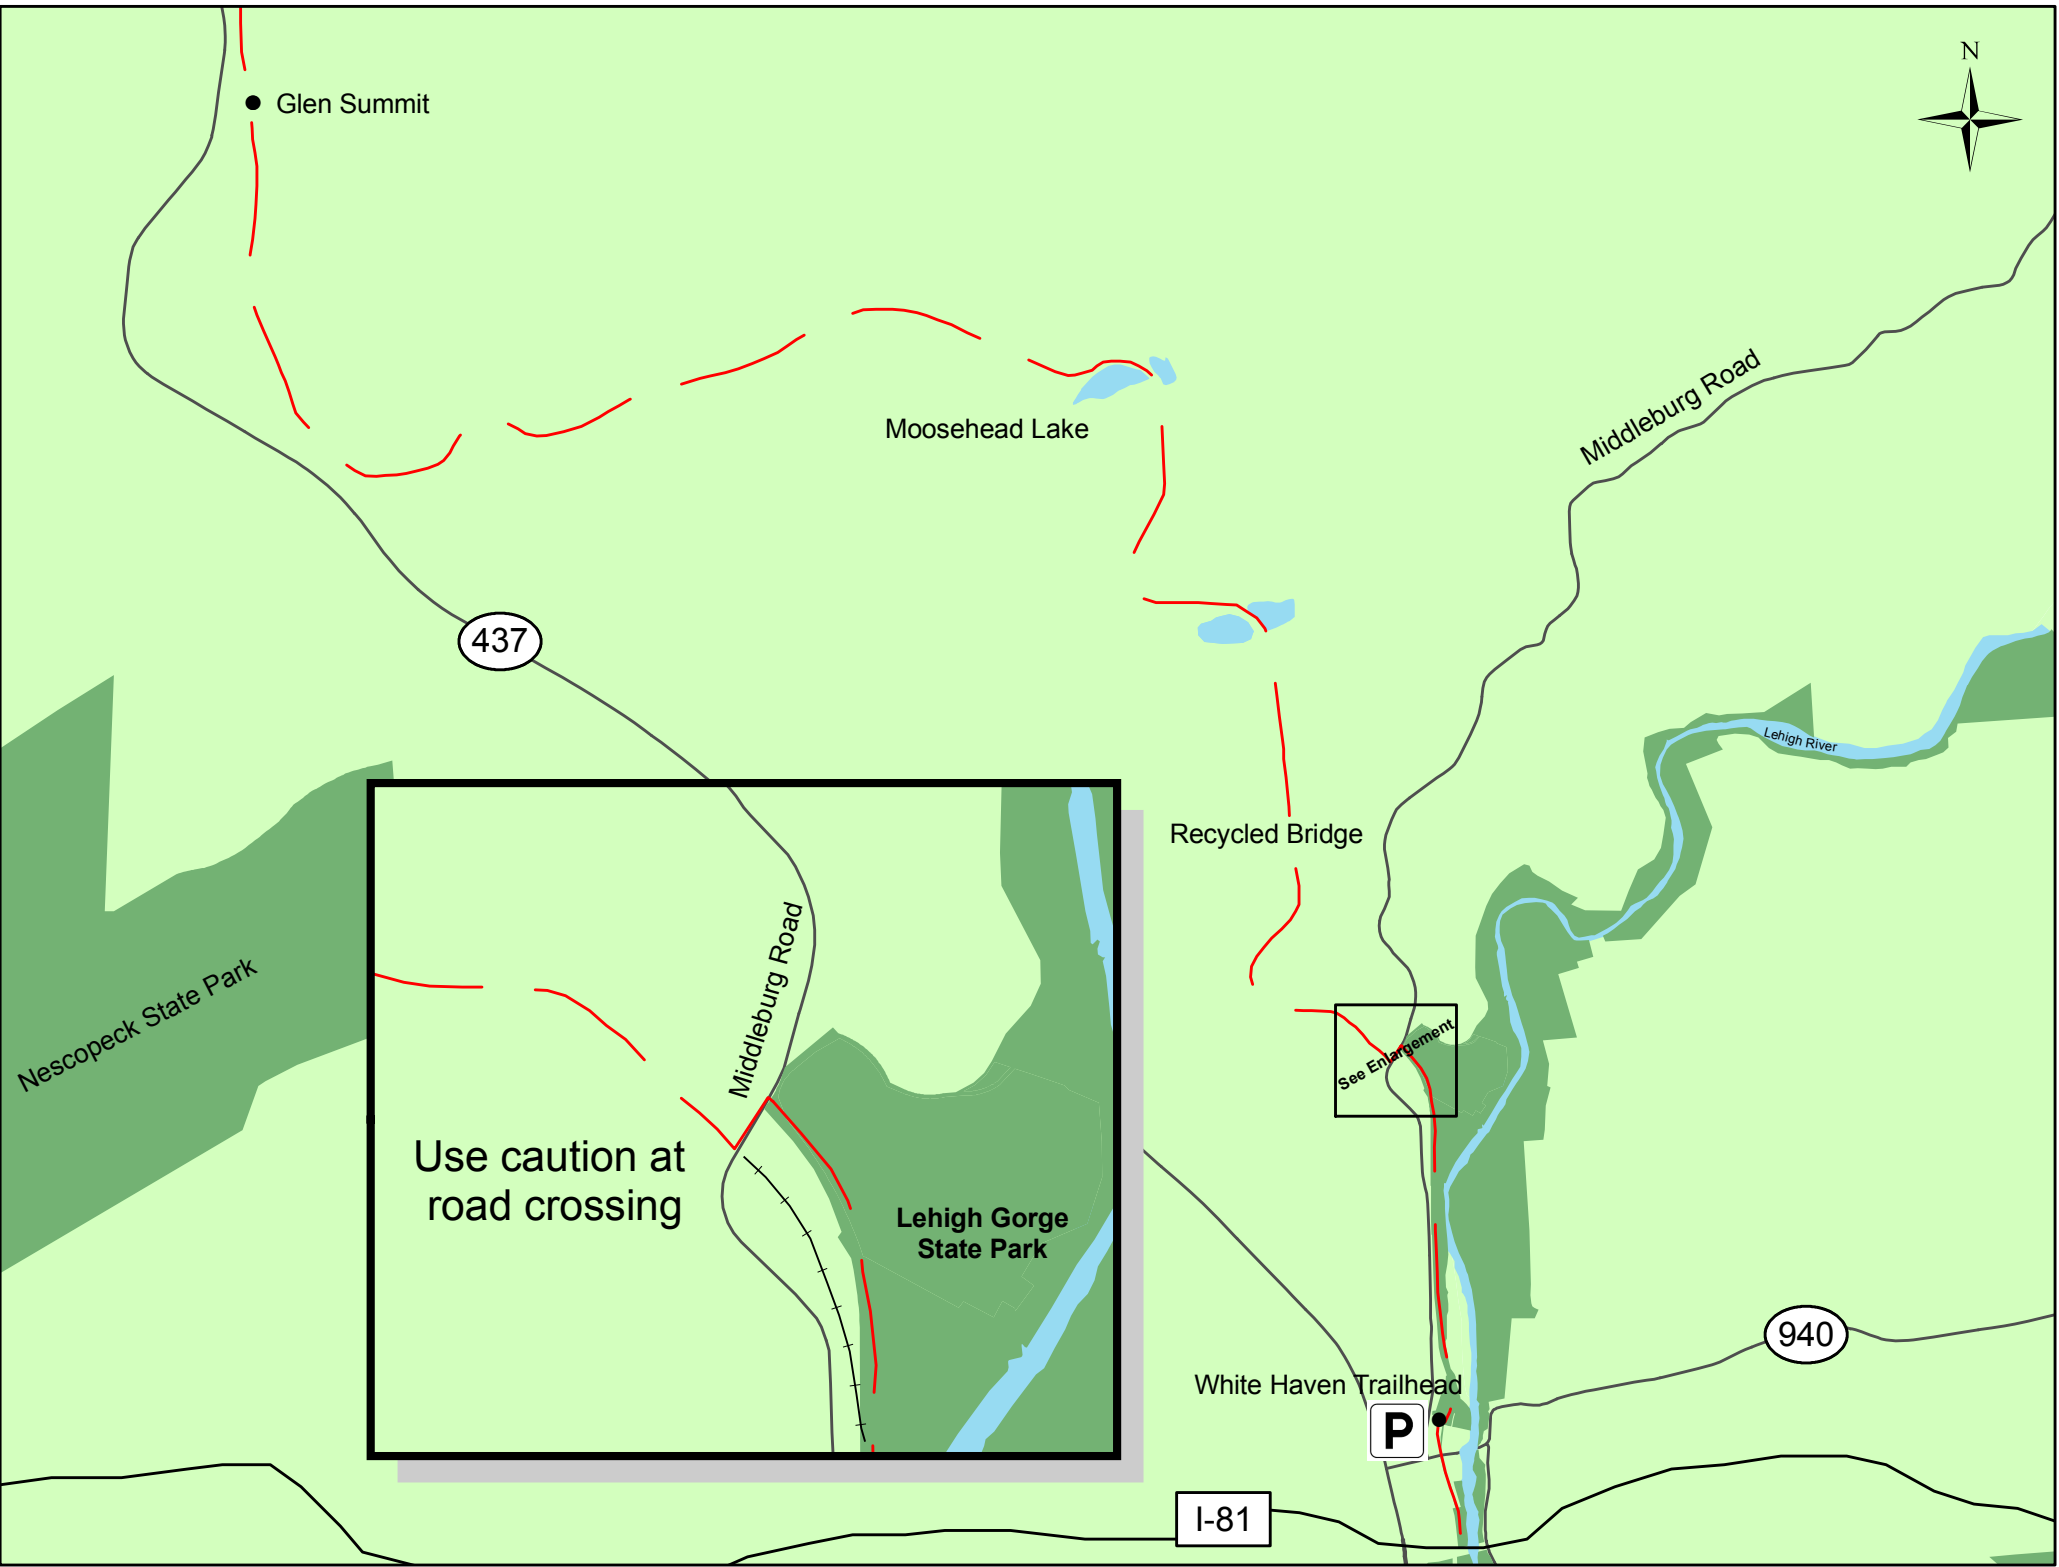 N
Glen Summit
Middleburg Road
Moosehead Lake
437
Lehigh River
Recycled Bridge
Nescopeck State Park
Middleburg Road
See Enlargement
Use caution at
road crossing
Lehigh Gorge
State Park
940
White Haven Trailhead
P
I-81